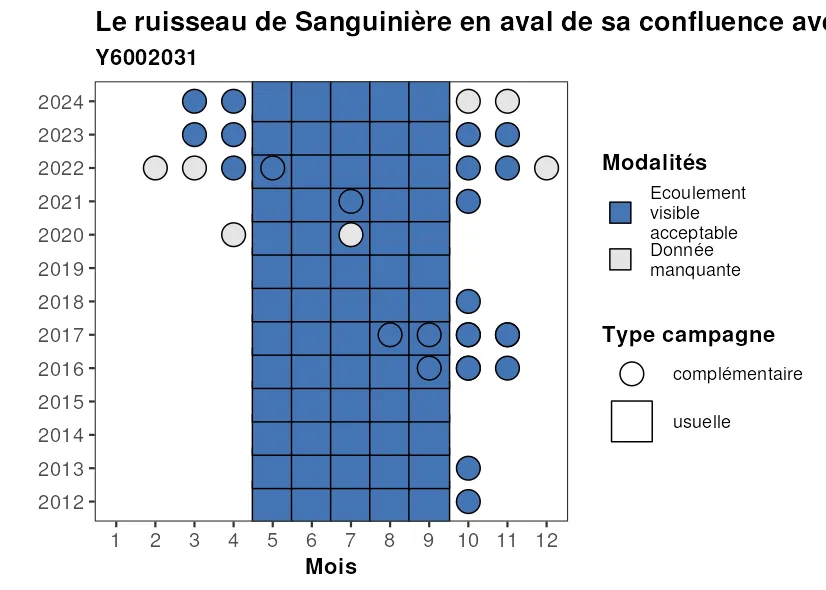 Le ruisseau de Sanguinière en aval de sa confluence ave
Y6002031
2024
2023
2022
2021
2020
2019
2018
2017
2016
2015
2014
2013
2012
1 2 3 4 5 6 7 8 9 10 11 12
Mois
Modalités
Ecoulement
visible
acceptable
Donnée
manquante
Type campagne
complémentaire
usuelle